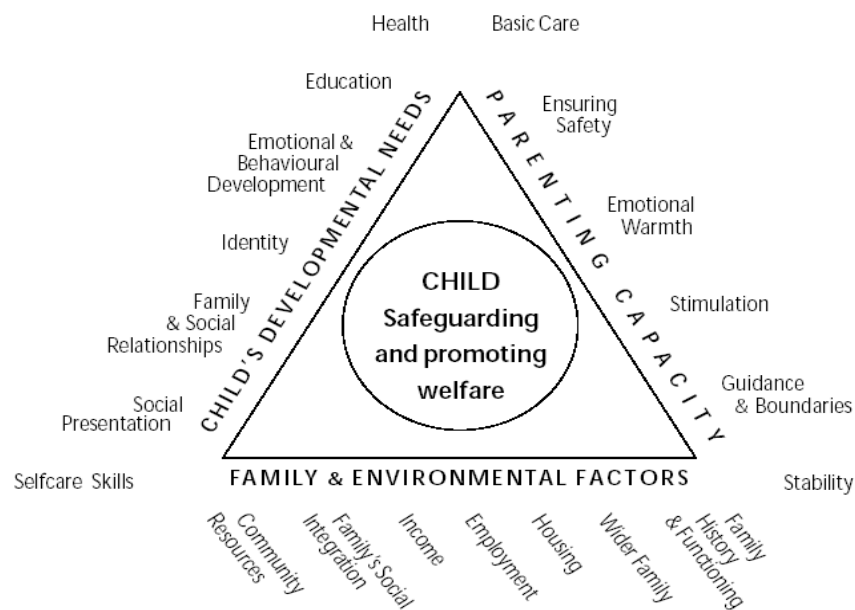 Health
Education
Emotional &
Behavioural
Development
Identity
Family
& Social
Relationships
Social
Presentation
Selfcare Skills
CHILD'S DEVELOPMENTAL NEEDS
Basic Care
Ensuring
Safety
Emotional
Warmth
Stimulation
Guidance
& Boundaries
Stability
PARENTING CAPACITY
CHILD
Safeguarding
and promoting
welfare
FAMILY & ENVIRONMENTAL FACTORS
Community
Resources
Family's Social
Integration
Income
Employment
Housing
Wider Family
Family
History
& Functioning